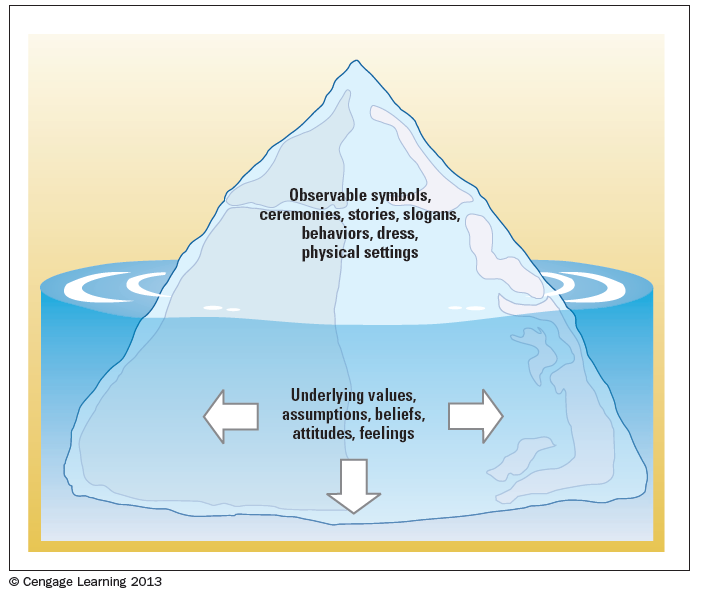 Observable symbols,
ceremonies, stories, slogans,
behaviors, dress,
physical settings
Underlying values,
assumptions, beliefs,
attitudes, feelings
© Cengage Learning 2013